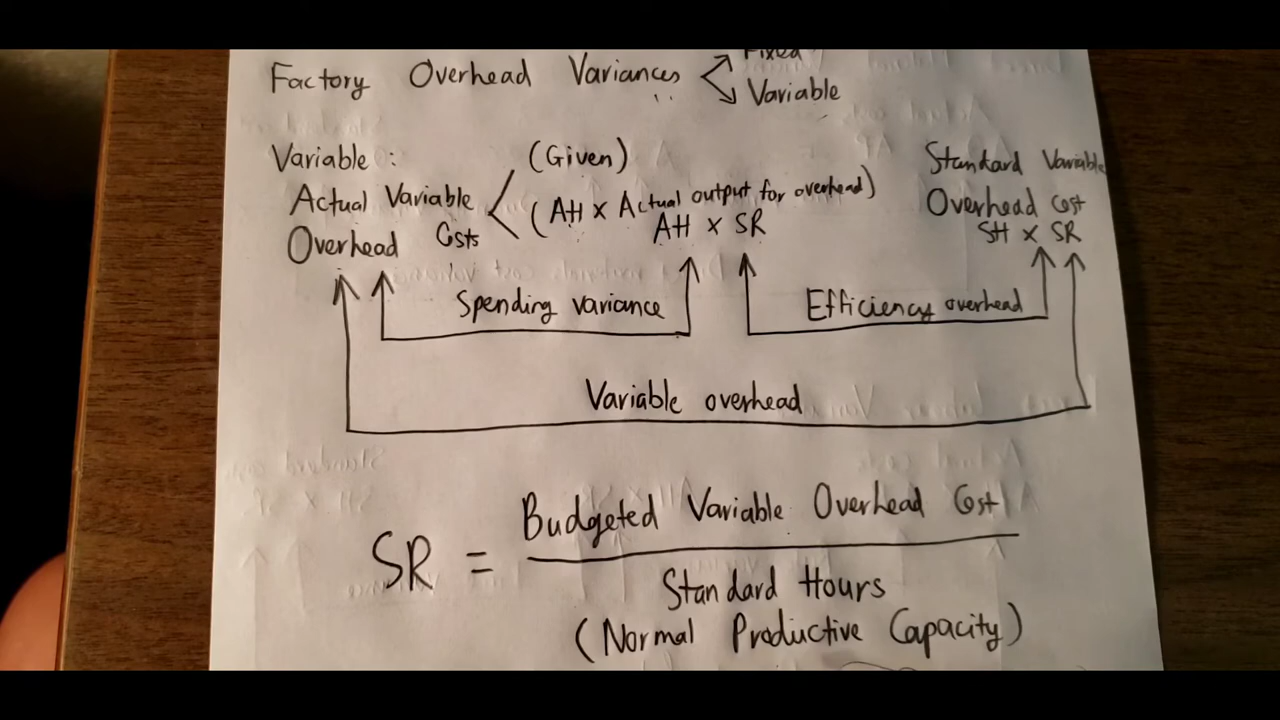 Fixed
Factory Overhead Variances
Variable
Variable :
(Given)
Actual Variable
Overhead Csts
(AH x Actual output for overhead)
AH x SR
Standard Variable
Overhead Cost
SH x SR
Spending variance
Efficiency overhead
Variable overhead
SR = Budgeted Variable Overhead Cost
Standard Hours
(Normal Productive Capacity)